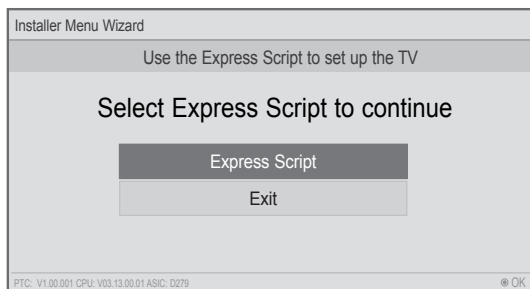 Installer Menu Wizard
Use the Express Script to set up the TV
Select Express Script to continue
Express Script
Exit
PTC: V1.00.001 CPU: V03.13.00.01 ASIC: D279 ◉ OK